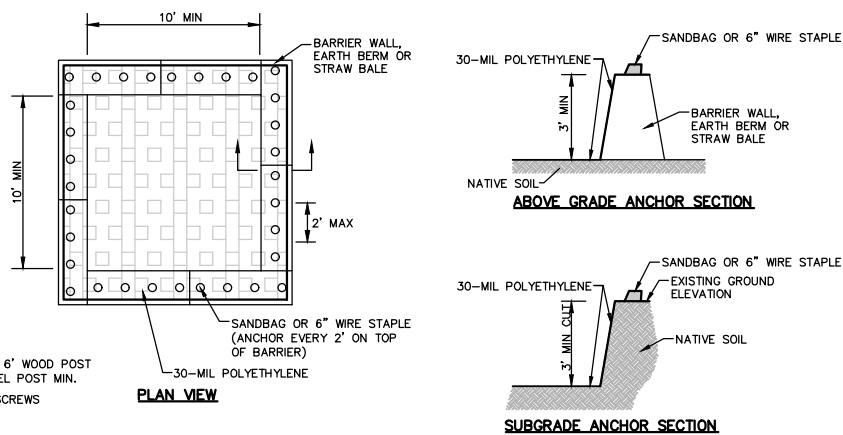 10' MIN
BARRIER WALL,
EARTH BERM OR
STRAW BALE
10' MIN
2' MAX
SANDBAG OR 6" WIRE STAPLE
(ANCHOR EVERY 2' ON TOP
OF BARRIER)
30-MIL POLYETHYLENE
6' WOOD POST
EL POST MIN.
SCREWS
PLAN VIEW
SANDBAG OR 6" WIRE STAPLE
30-MIL POLYETHYLENE
3' MIN
BARRIER WALL,
EARTH BERM OR
STRAW BALE
NATIVE SOIL
ABOVE GRADE ANCHOR SECTION
SANDBAG OR 6" WIRE STAPLE
30-MIL POLYETHYLENE
EXISTING GROUND
ELEVATION
3' MIN CUT
NATIVE SOIL
SUBGRADE ANCHOR SECTION